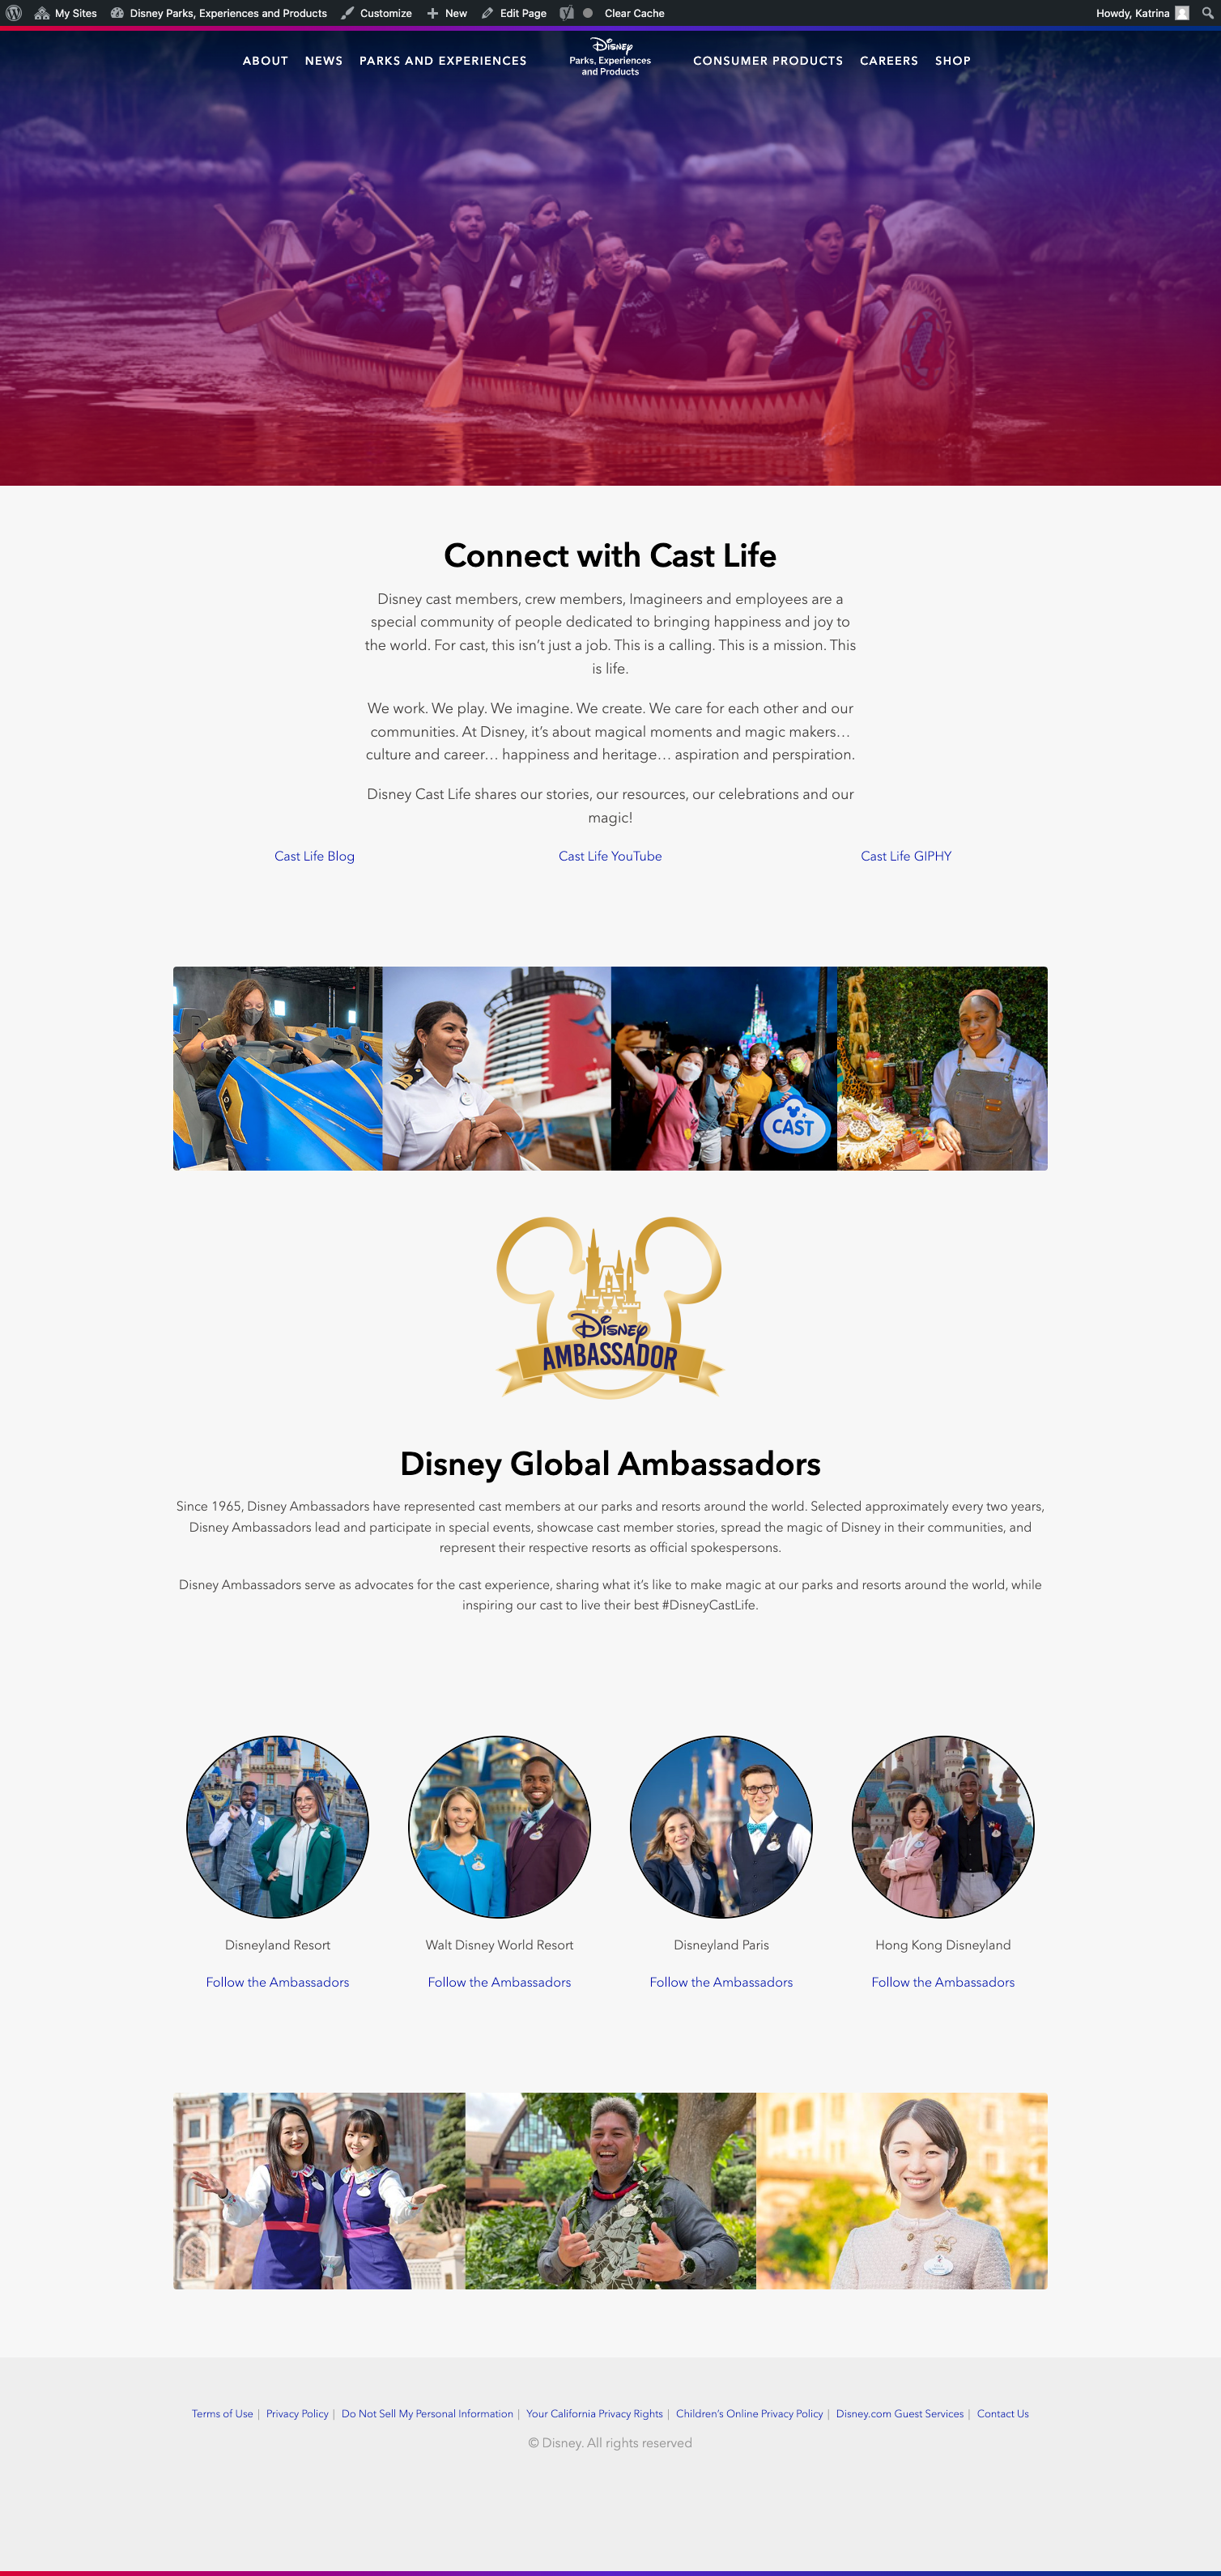 My Sites Disney Parks, Experiences and Products Customize New Edit Page Clear Cache Howdy, Katrina
ABOUT NEWS PARKS AND EXPERIENCES
Disney
Parks, Experiences
and Products
CONSUMER PRODUCTS CAREERS SHOP
Connect with Cast Life
Disney cast members, crew members, Imagineers and employees are a
special community of people dedicated to bringing happiness and joy to
the world. For cast, this isn’t just a job. This is a calling. This is a mission. This
is life.
We work. We play. We imagine. We create. We care for each other and our
communities. At Disney, it’s about magical moments and magic makers…
culture and career… happiness and heritage… aspiration and perspiration.
Disney Cast Life shares our stories, our resources, our celebrations and our
magic!
Cast Life Blog Cast Life YouTube Cast Life GIPHY
CAST
Disney
AMBASSADOR
Disney Global Ambassadors
Since 1965, Disney Ambassadors have represented cast members at our parks and resorts around the world. Selected approximately every two years,
Disney Ambassadors lead and participate in special events, showcase cast member stories, spread the magic of Disney in their communities, and
represent their respective resorts as official spokespersons.
Disney Ambassadors serve as advocates for the cast experience, sharing what it’s like to make magic at our parks and resorts around the world, while
inspiring our cast to live their best #DisneyCastLife.
Disneyland Resort Walt Disney World Resort Disneyland Paris Hong Kong Disneyland
Follow the Ambassadors Follow the Ambassadors Follow the Ambassadors Follow the Ambassadors
Terms of Use | Privacy Policy | Do Not Sell My Personal Information | Your California Privacy Rights | Children’s Online Privacy Policy | Disney.com Guest Services | Contact Us
© Disney. All rights reserved